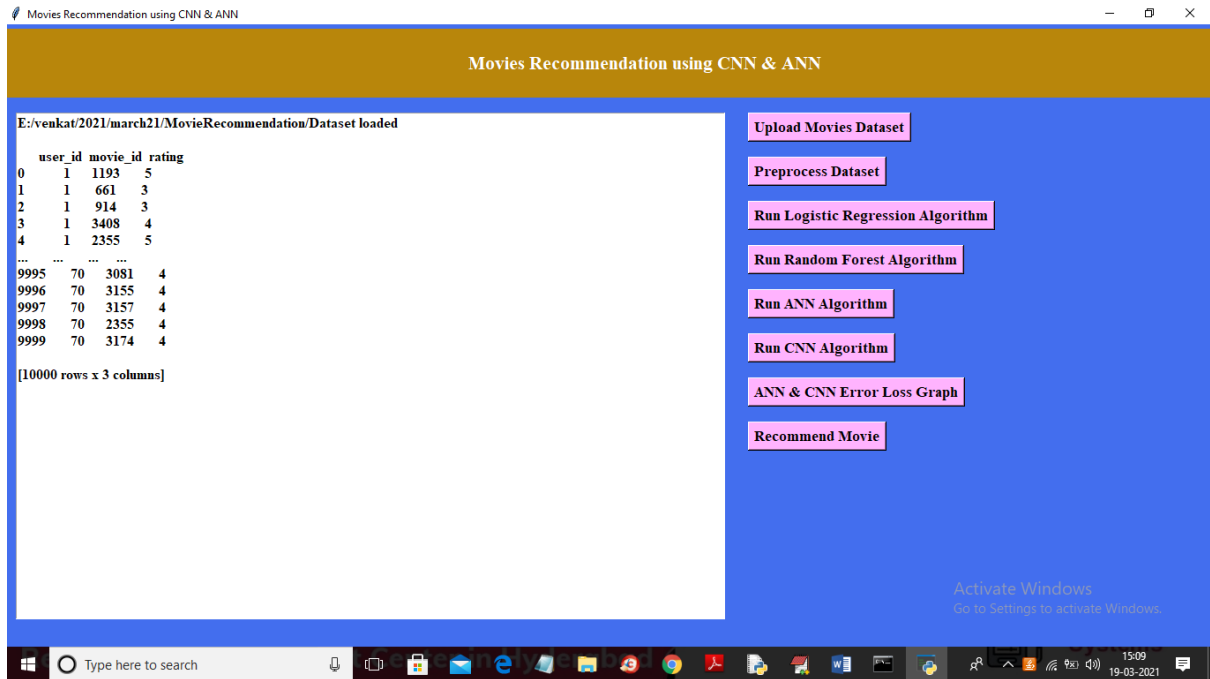 Movies Recommendation using CNN & ANN
Movies Recommendation using CNN & ANN
E:/venkat/2021/march21/MovieRecommendation/Dataset loaded
user_id movie_id rating
0 1 1193 5
1 1 661 3
2 1 914 3
3 1 3408 4
4 1 2355 5
... ... ... ...
9995 70 3081 4
9996 70 3155 4
9997 70 3157 4
9998 70 2355 4
9999 70 3174 4
[10000 rows x 3 columns]
Upload Movies Dataset
Preprocess Dataset
Run Logistic Regression Algorithm
Run Random Forest Algorithm
Run ANN Algorithm
Run CNN Algorithm
ANN & CNN Error Loss Graph
Recommend Movie
Activate Windows
Go to Settings to activate Windows.
Type here to search
15:09
19-03-2021